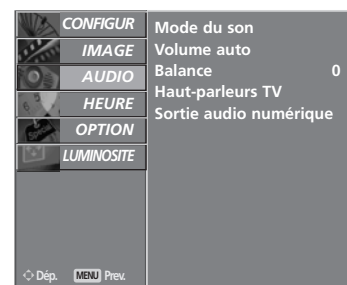 CONFIGUR
IMAGE
AUDIO
HEURE
OPTION
LUMINOSITE
Mode du son
Volume auto
Balance 0
Haut-parleurs TV
Sortie audio numérique
Dép. MENU Prev.